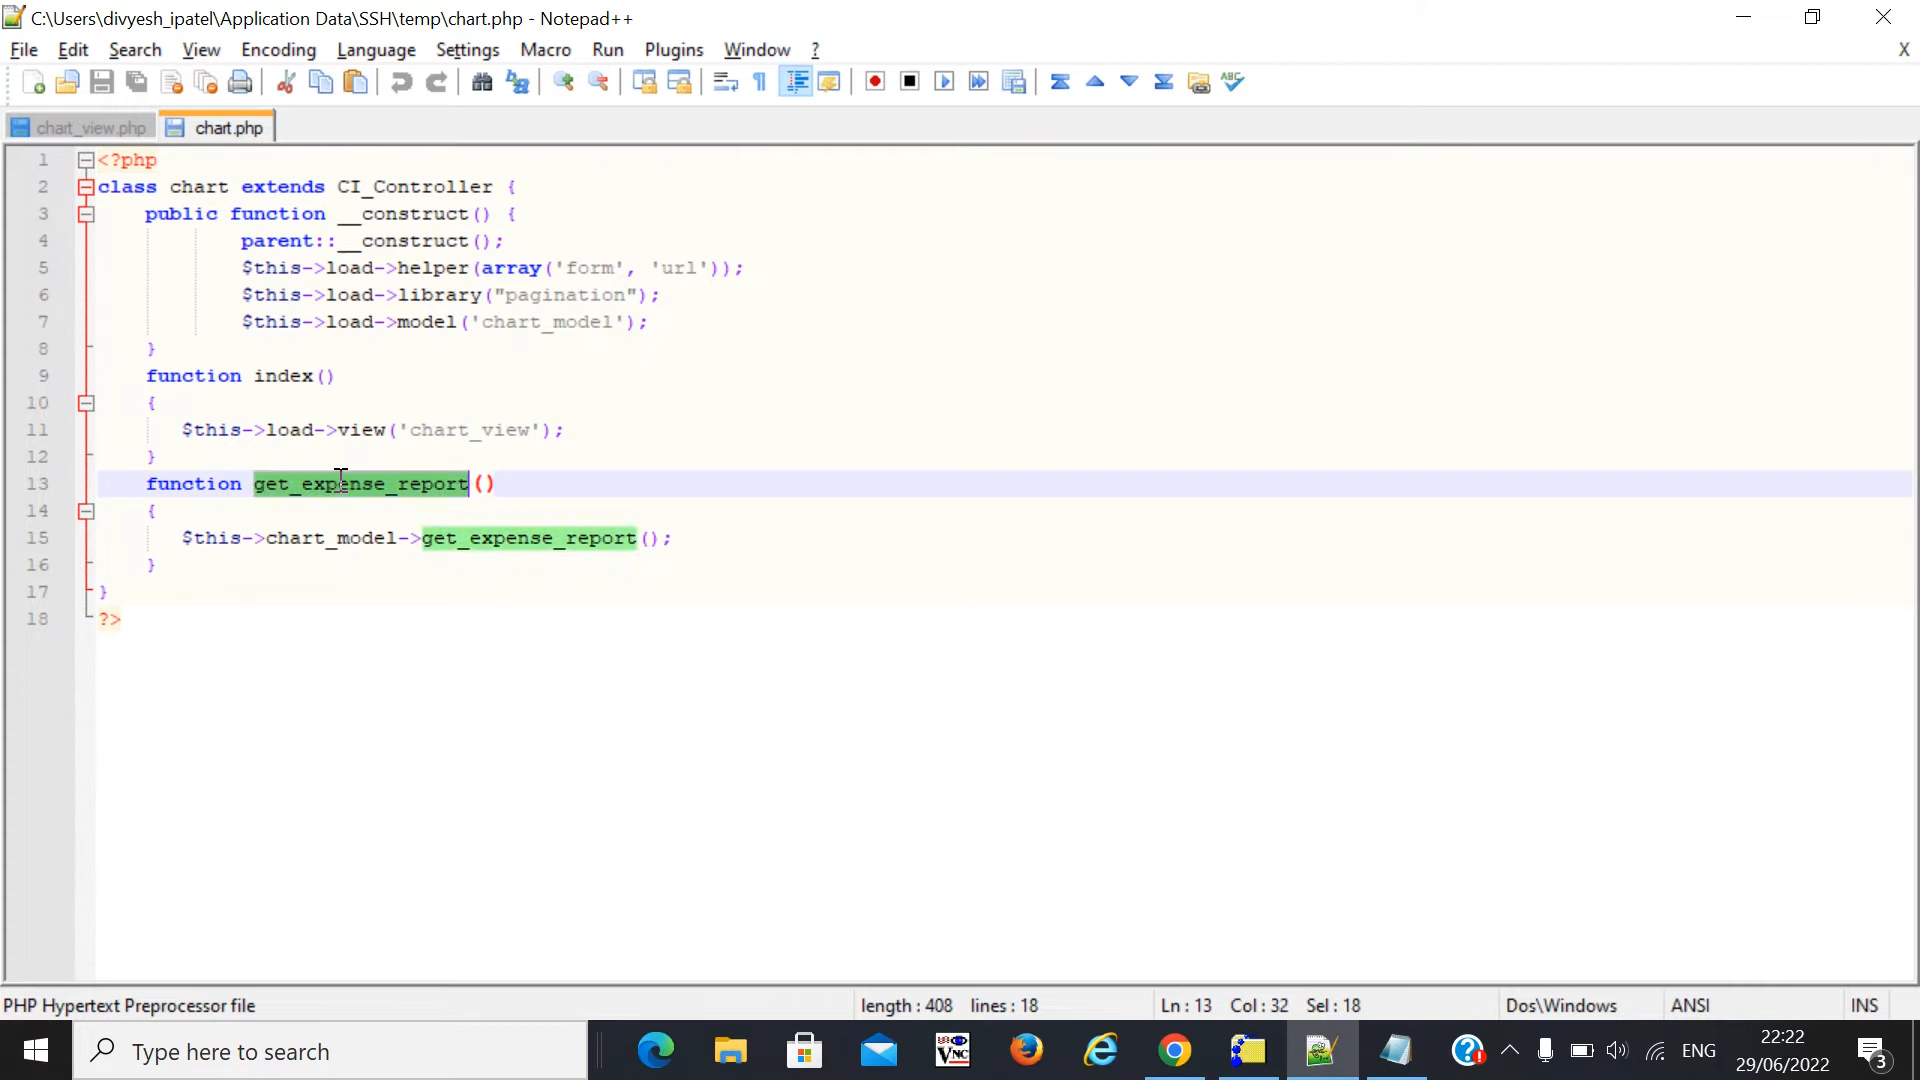 C:\Users\divyesh_ipatel\Application Data\SSH\temp\chart.php - Notepad++
File Edit Search View Encoding Language Settings Macro Run Plugins Window ? X
chart_view.php chart.php
1 <?php
2 class chart extends CI_Controller {
3 public function __construct() {
4 parent::__construct();
5 $this->load->helper(array('form', 'url'));
6 $this->load->library("pagination");
7 $this->load->model('chart_model');
8 }
9 function index()
10 {
11 $this->load->view('chart_view');
12 }
13 function get_expense_report()
14 {
15 $this->chart_model->get_expense_report();
16 }
17 }
18 ?>
PHP Hypertext Preprocessor file length : 408 lines : 18 Ln : 13 Col : 32 Sel : 18 Dos\Windows ANSI INS
Type here to search VNC ENG 22:22
29/06/2022 3